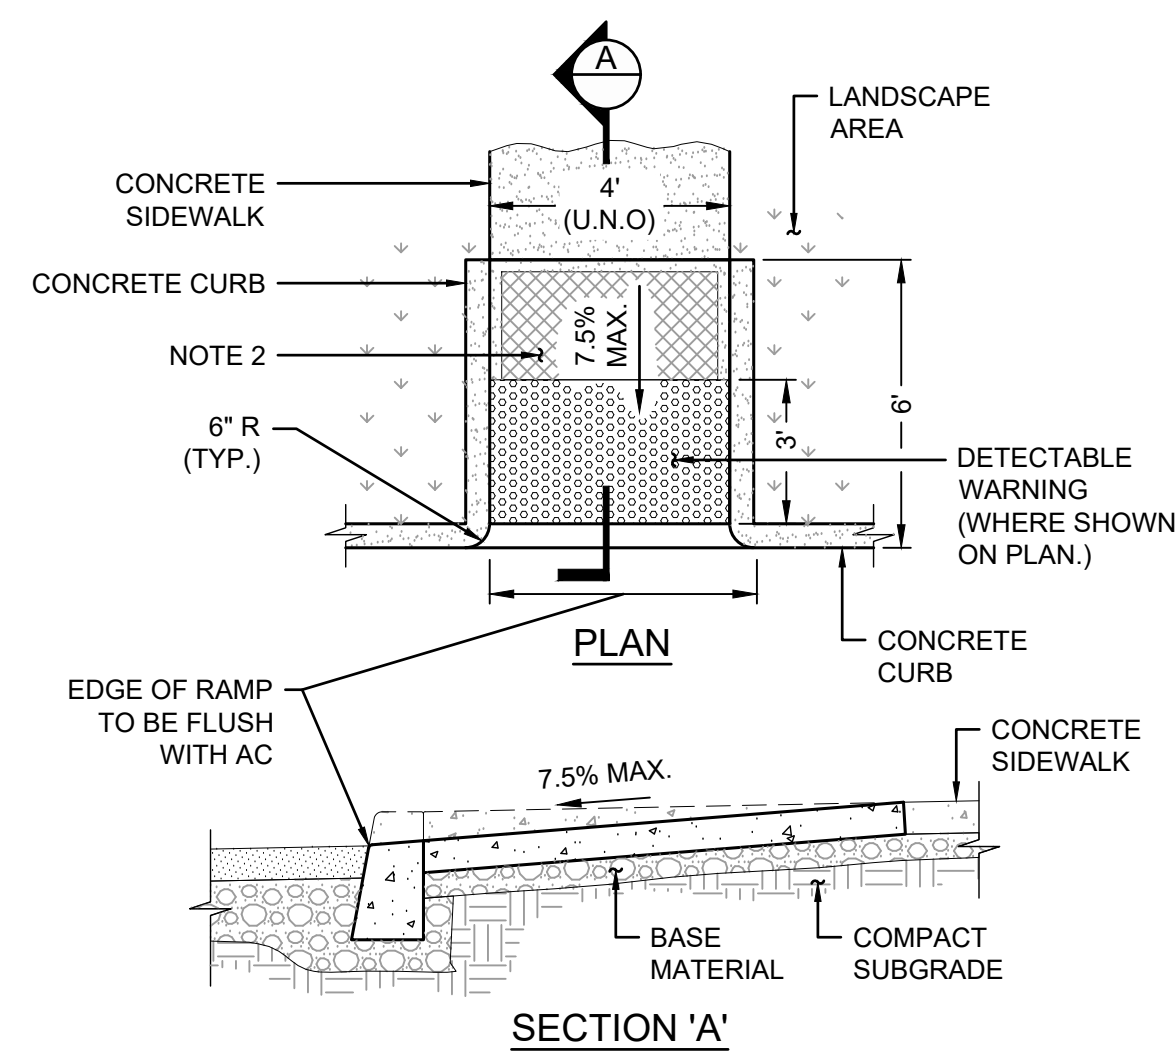 A
LANDSCAPE
AREA
CONCRETE
SIDEWALK
4'
(U.N.O)
CONCRETE CURB
7.5%
MAX.
NOTE 2
6'
6" R
(TYP.)
3'
DETECTABLE
WARNING
(WHERE SHOWN
ON PLAN.)
PLAN
CONCRETE
CURB
EDGE OF RAMP
TO BE FLUSH
WITH AC
CONCRETE
SIDEWALK
7.5% MAX.
BASE
MATERIAL
COMPACT
SUBGRADE
SECTION 'A'